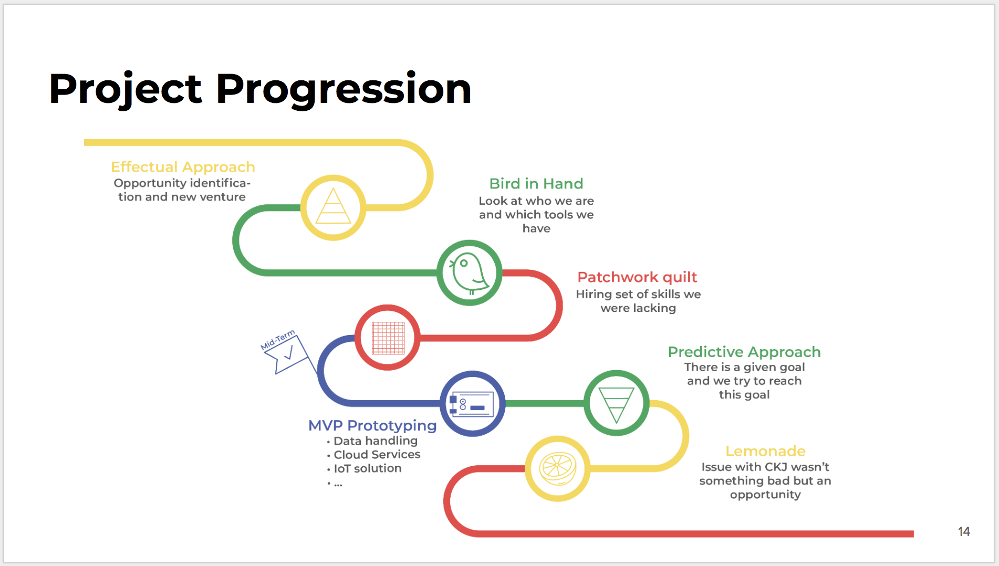 Project Progression
Effectual Approach
Opportunity identifica-
tion and new venture
Bird in Hand
Look at who we are
and which tools we
have
Patchwork quilt
Hiring set of skills we
were lacking
Mid-Term
Predictive Approach
There is a given goal
and we try to reach
this goal
MVP Prototyping
• Data handling
• Cloud Services
• IoT solution
• ...
Lemonade
Issue with CKJ wasn’t
something bad but an
opportunity
14